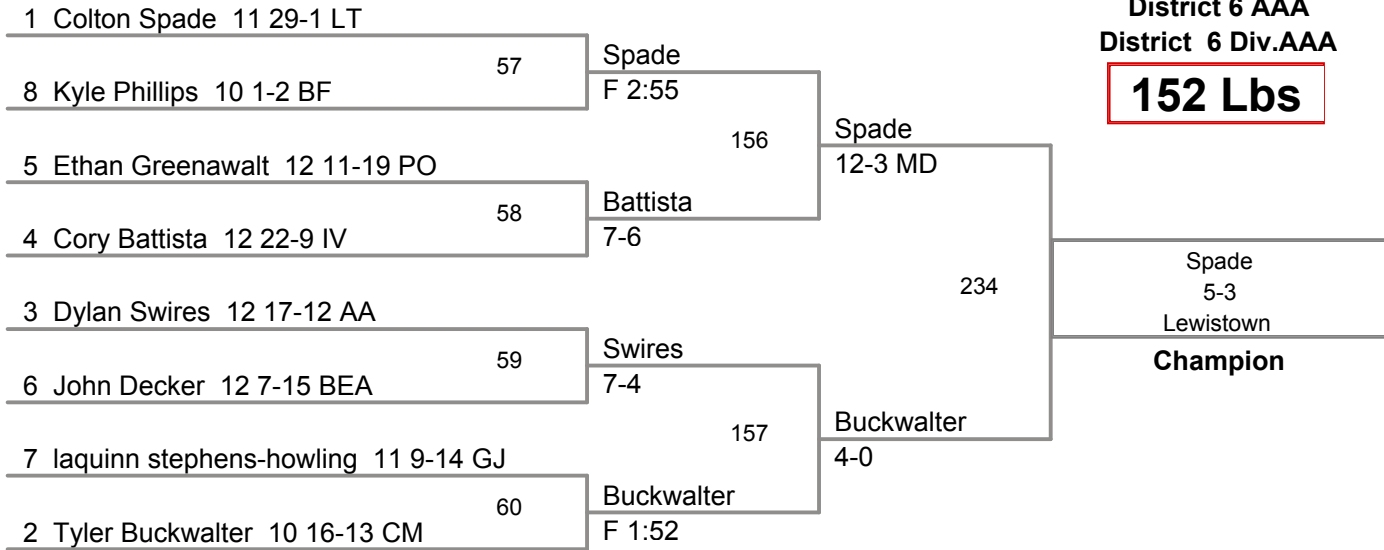 District 6 AAA
District 6 Div.AAA
152 Lbs
1 Colton Spade 11 29-1 LT
57
Spade
F 2:55
8 Kyle Phillips 10 1-2 BF
156
Spade
12-3 MD
5 Ethan Greenawalt 12 11-19 PO
58
Battista
7-6
4 Cory Battista 12 22-9 IV
234
Spade
5-3
Lewistown
Champion
3 Dylan Swires 12 17-12 AA
59
Swires
7-4
6 John Decker 12 7-15 BEA
157
Buckwalter
4-0
7 laquinn stephens-howling 11 9-14 GJ
60
Buckwalter
F 1:52
2 Tyler Buckwalter 10 16-13 CM